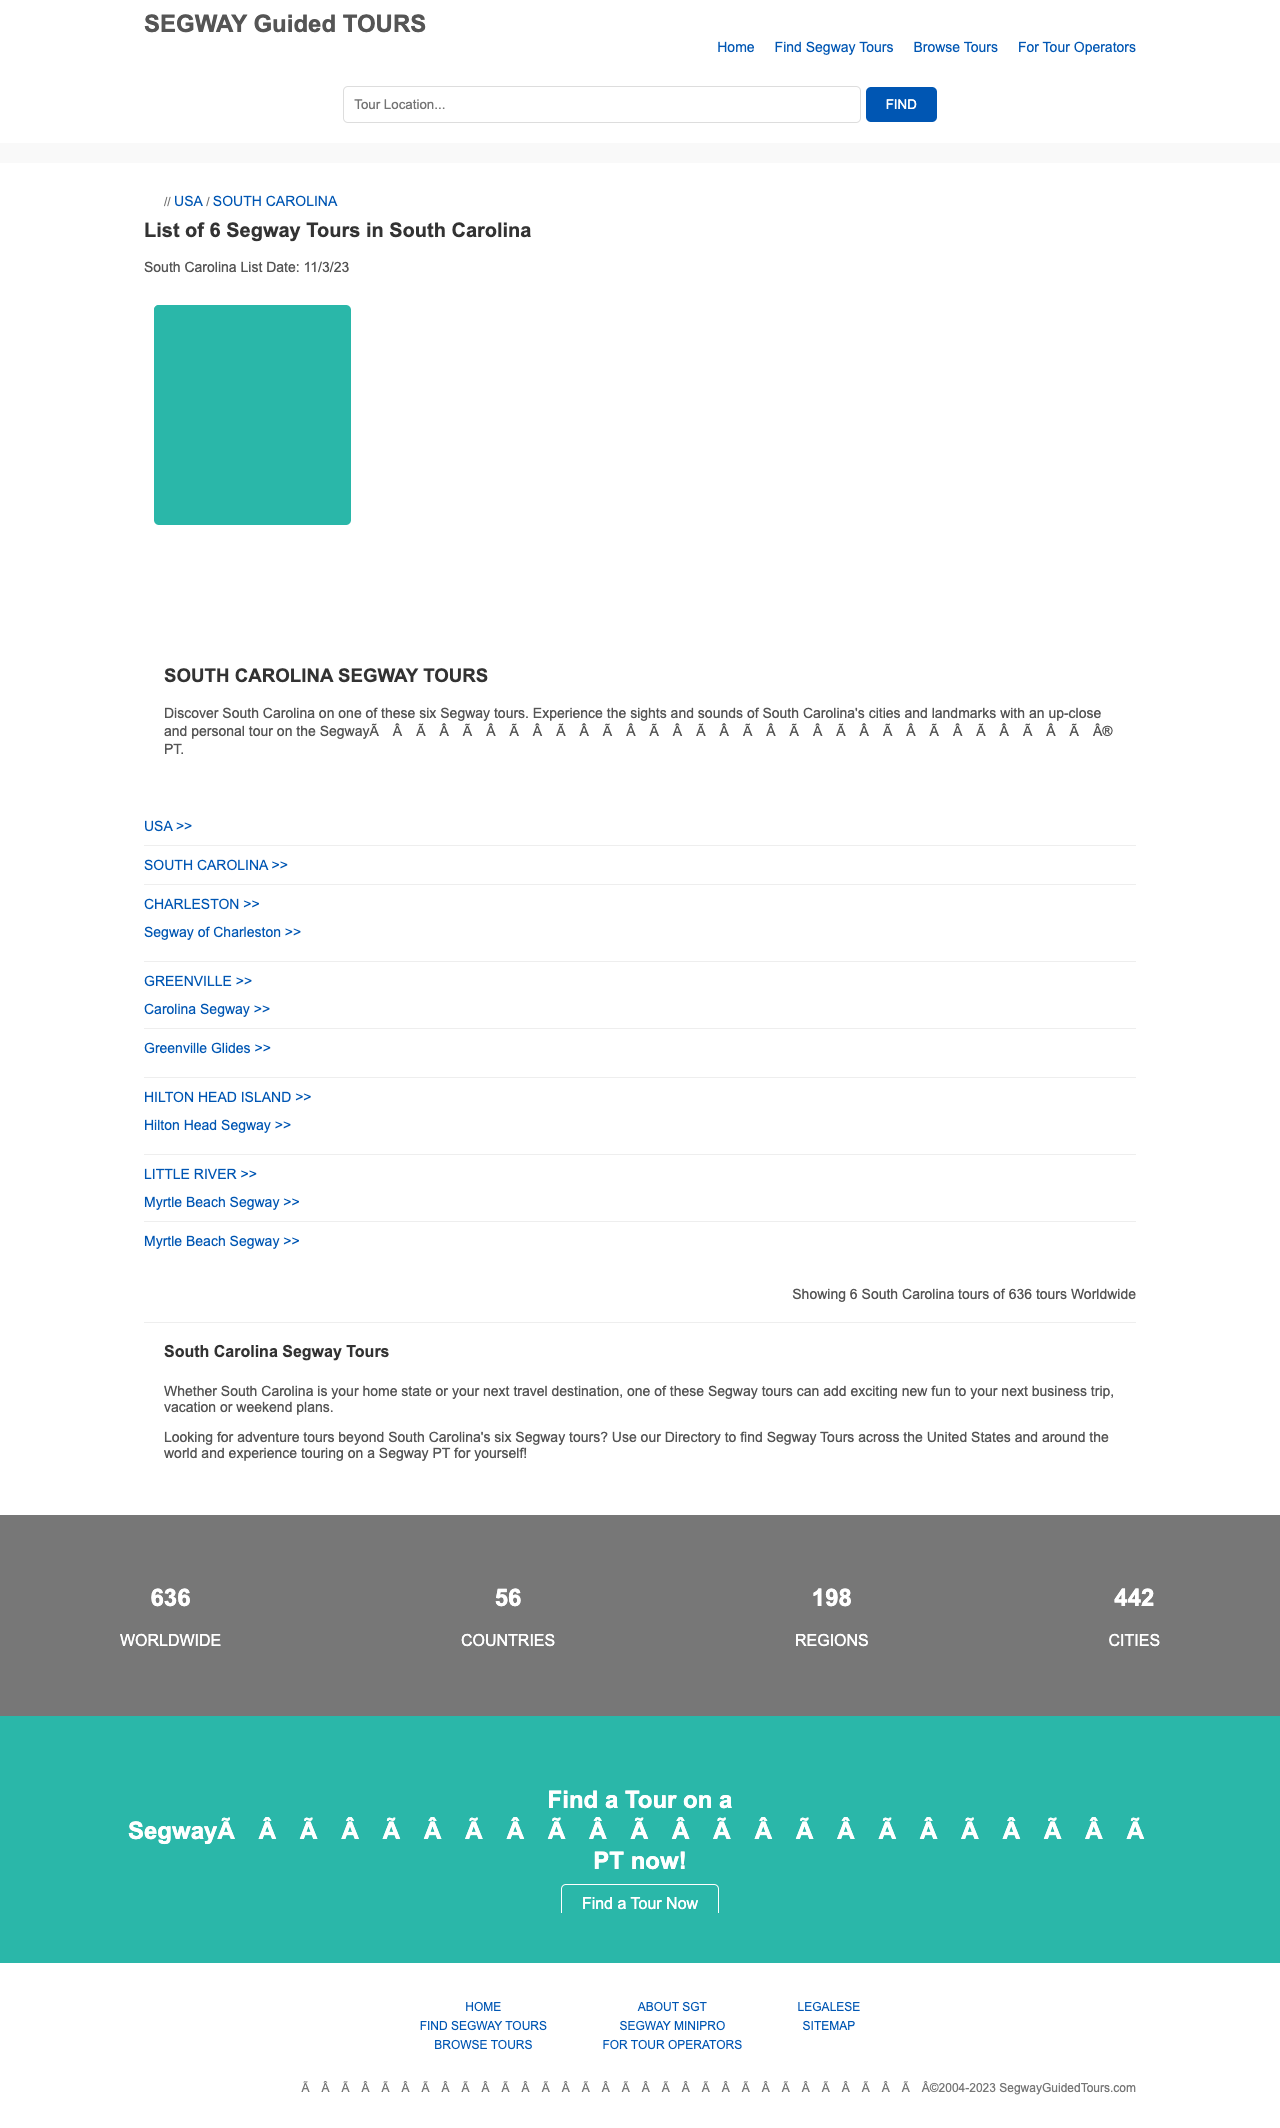 SEGWAY Guided TOURS
Home Find Segway Tours Browse Tours For Tour Operators
Tour Location... FIND
// USA / SOUTH CAROLINA
List of 6 Segway Tours in South Carolina
South Carolina List Date: 11/3/23
SOUTH CAROLINA SEGWAY TOURS
Discover South Carolina on one of these six Segway tours. Experience the sights and sounds of South Carolina's cities and landmarks with an up-close
and personal tour on the SegwayÃ Â Ã Â Ã Â Ã Â Ã Â Ã Â Ã Â Ã Â Ã Â Ã Â Ã Â Ã Â Ã Â Ã Â Ã Â Ã Â®
PT.
USA >>
SOUTH CAROLINA >>
CHARLESTON >>
Segway of Charleston >>
GREENVILLE >>
Carolina Segway >>
Greenville Glides >>
HILTON HEAD ISLAND >>
Hilton Head Segway >>
LITTLE RIVER >>
Myrtle Beach Segway >>
Myrtle Beach Segway >>
Showing 6 South Carolina tours of 636 tours Worldwide
South Carolina Segway Tours
Whether South Carolina is your home state or your next travel destination, one of these Segway tours can add exciting new fun to your next business trip,
vacation or weekend plans.
Looking for adventure tours beyond South Carolina's six Segway tours? Use our Directory to find Segway Tours across the United States and around the
world and experience touring on a Segway PT for yourself!
636 56 198 442
WORLDWIDE COUNTRIES REGIONS CITIES
Find a Tour on a
SegwayÃ Â Ã Â Ã Â Ã Â Ã Â Ã Â Ã Â Ã Â Ã Â Ã Â Ã Â Ã
PT now!
Find a Tour Now
HOME ABOUT SGT LEGALESE
FIND SEGWAY TOURS SEGWAY MINIPRO SITEMAP
BROWSE TOURS FOR TOUR OPERATORS
Ã Â Ã Â Ã Â Ã Â Ã Â Ã Â Ã Â Ã Â Ã Â Ã Â Ã Â Ã Â Ã Â Ã Â Ã Â Ã Â©2004-2023 SegwayGuidedTours.com